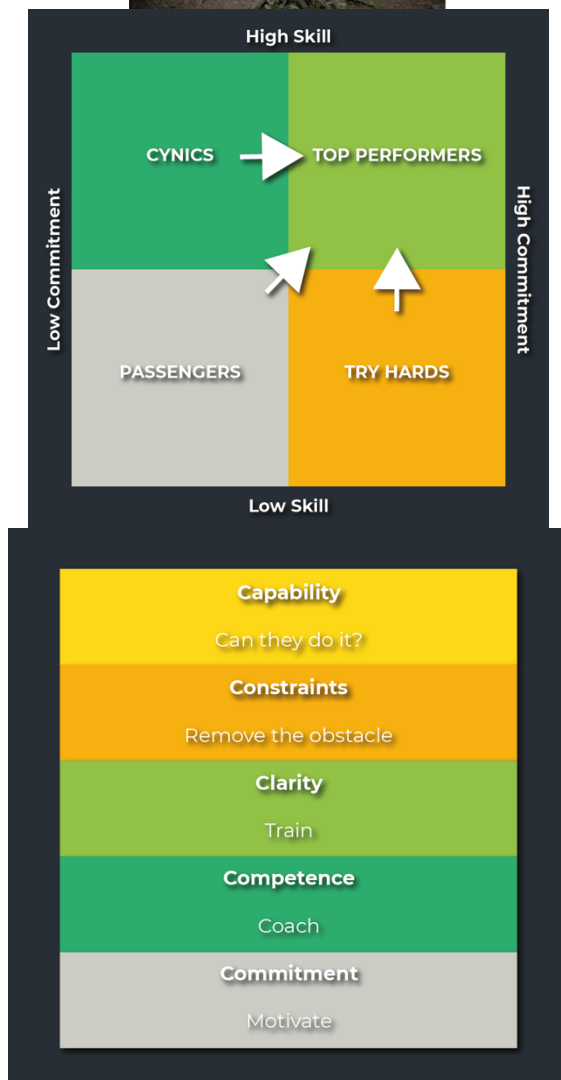 High Skill
CYNICS
TOP PERFORMERS
Low Commitment
High Commitment
PASSENGERS
TRY HARDS
Low Skill
Capability
Can they do it?
Constraints
Remove the obstacle
Clarity
Train
Competence
Coach
Commitment
Motivate